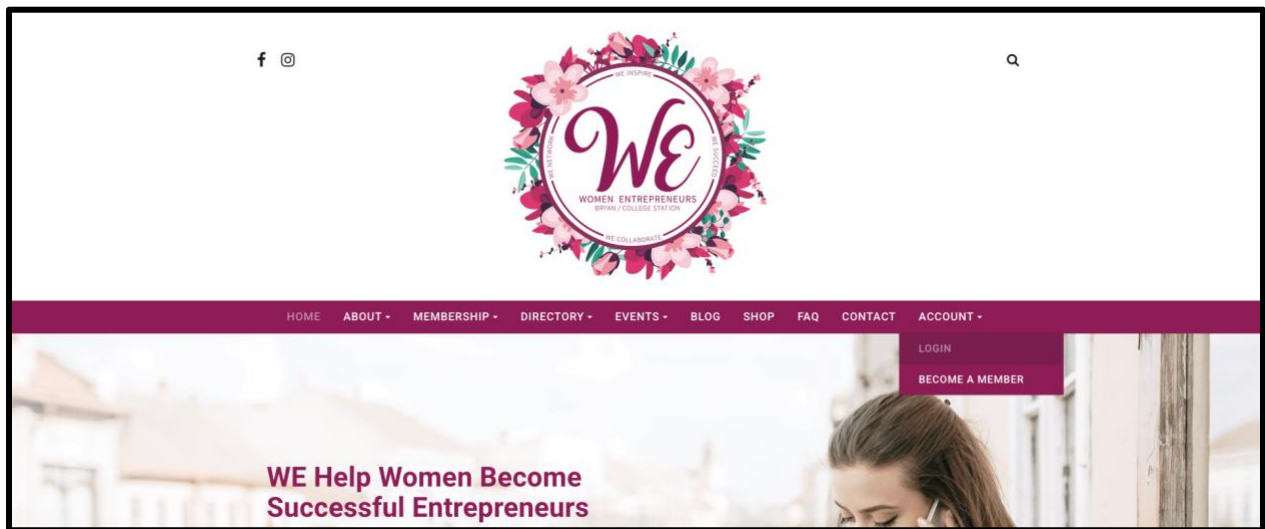 WE INSPIRE
WE NETWORK
WE SUCCEED
WE
WOMEN ENTREPRENEURS
BRYAN / COLLEGE STATION
WE COLLABORATE
HOME ABOUT MEMBERSHIP DIRECTORY EVENTS BLOG SHOP FAQ CONTACT ACCOUNT
LOGIN
BECOME A MEMBER
WE Help Women Become
Successful Entrepreneurs